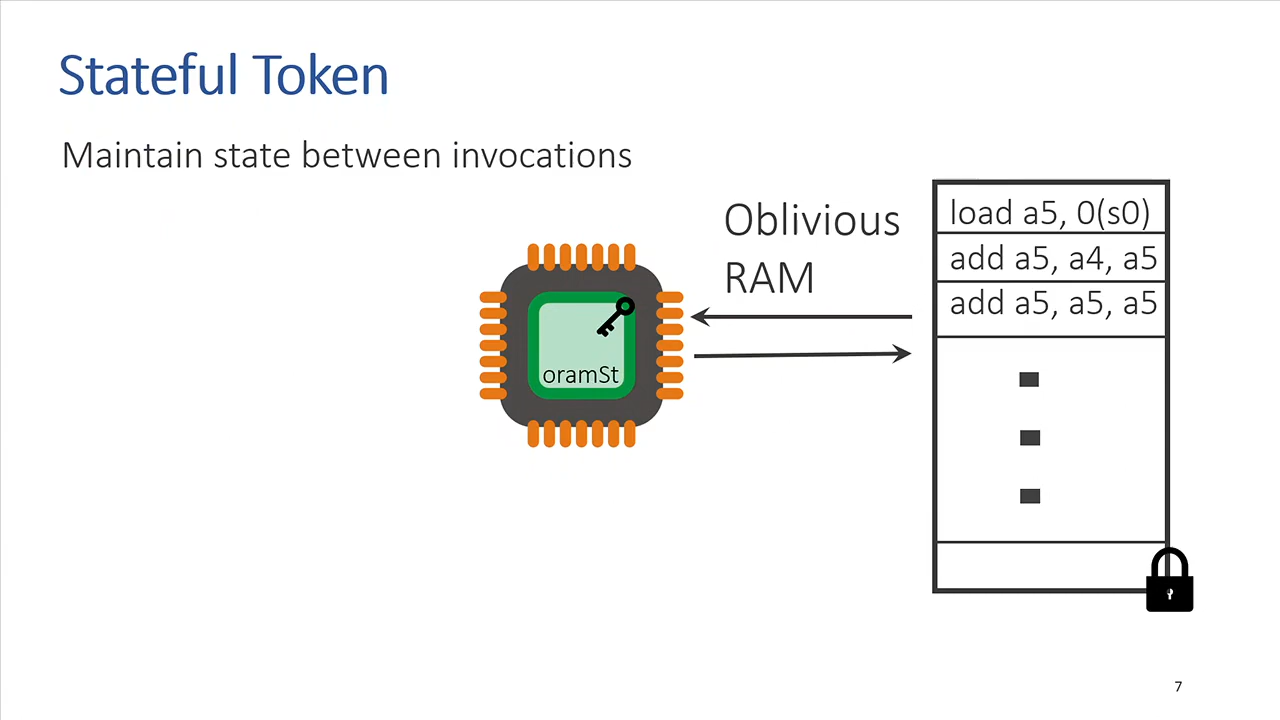 Stateful Token
Maintain state between invocations
Oblivious
RAM
load a5, 0(s0)
add a5, a4, a5
add a5, a5, a5
oramSt
7